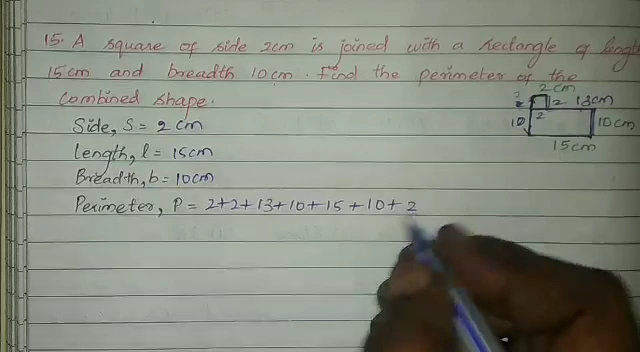 15. A square of side 2cm is joined with a rectangle of length
15cm and breadth 10cm. Find the perimeter of the
combined shape.
2cm
2 2 13cm
2
10 10cm
15cm
Side, S = 2cm
Length, l = 15cm
Breadth, b = 10cm
Perimeter, P = 2+2+13+10+15+10+2